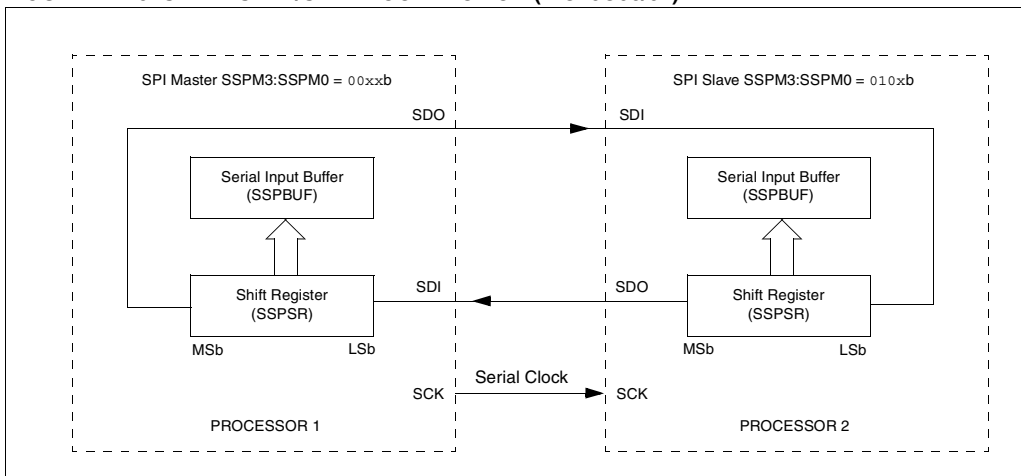 SPI Master SSPM3:SSPM0 = 00xxb
SPI Slave SSPM3:SSPM0 = 010xb
SDO
SDI
Serial Input Buffer
(SSPBUF)
Serial Input Buffer
(SSPBUF)
SDI
SDO
Shift Register
(SSPSR)
Shift Register
(SSPSR)
MSb
LSb
MSb
LSb
Serial Clock
SCK
SCK
PROCESSOR 1
PROCESSOR 2